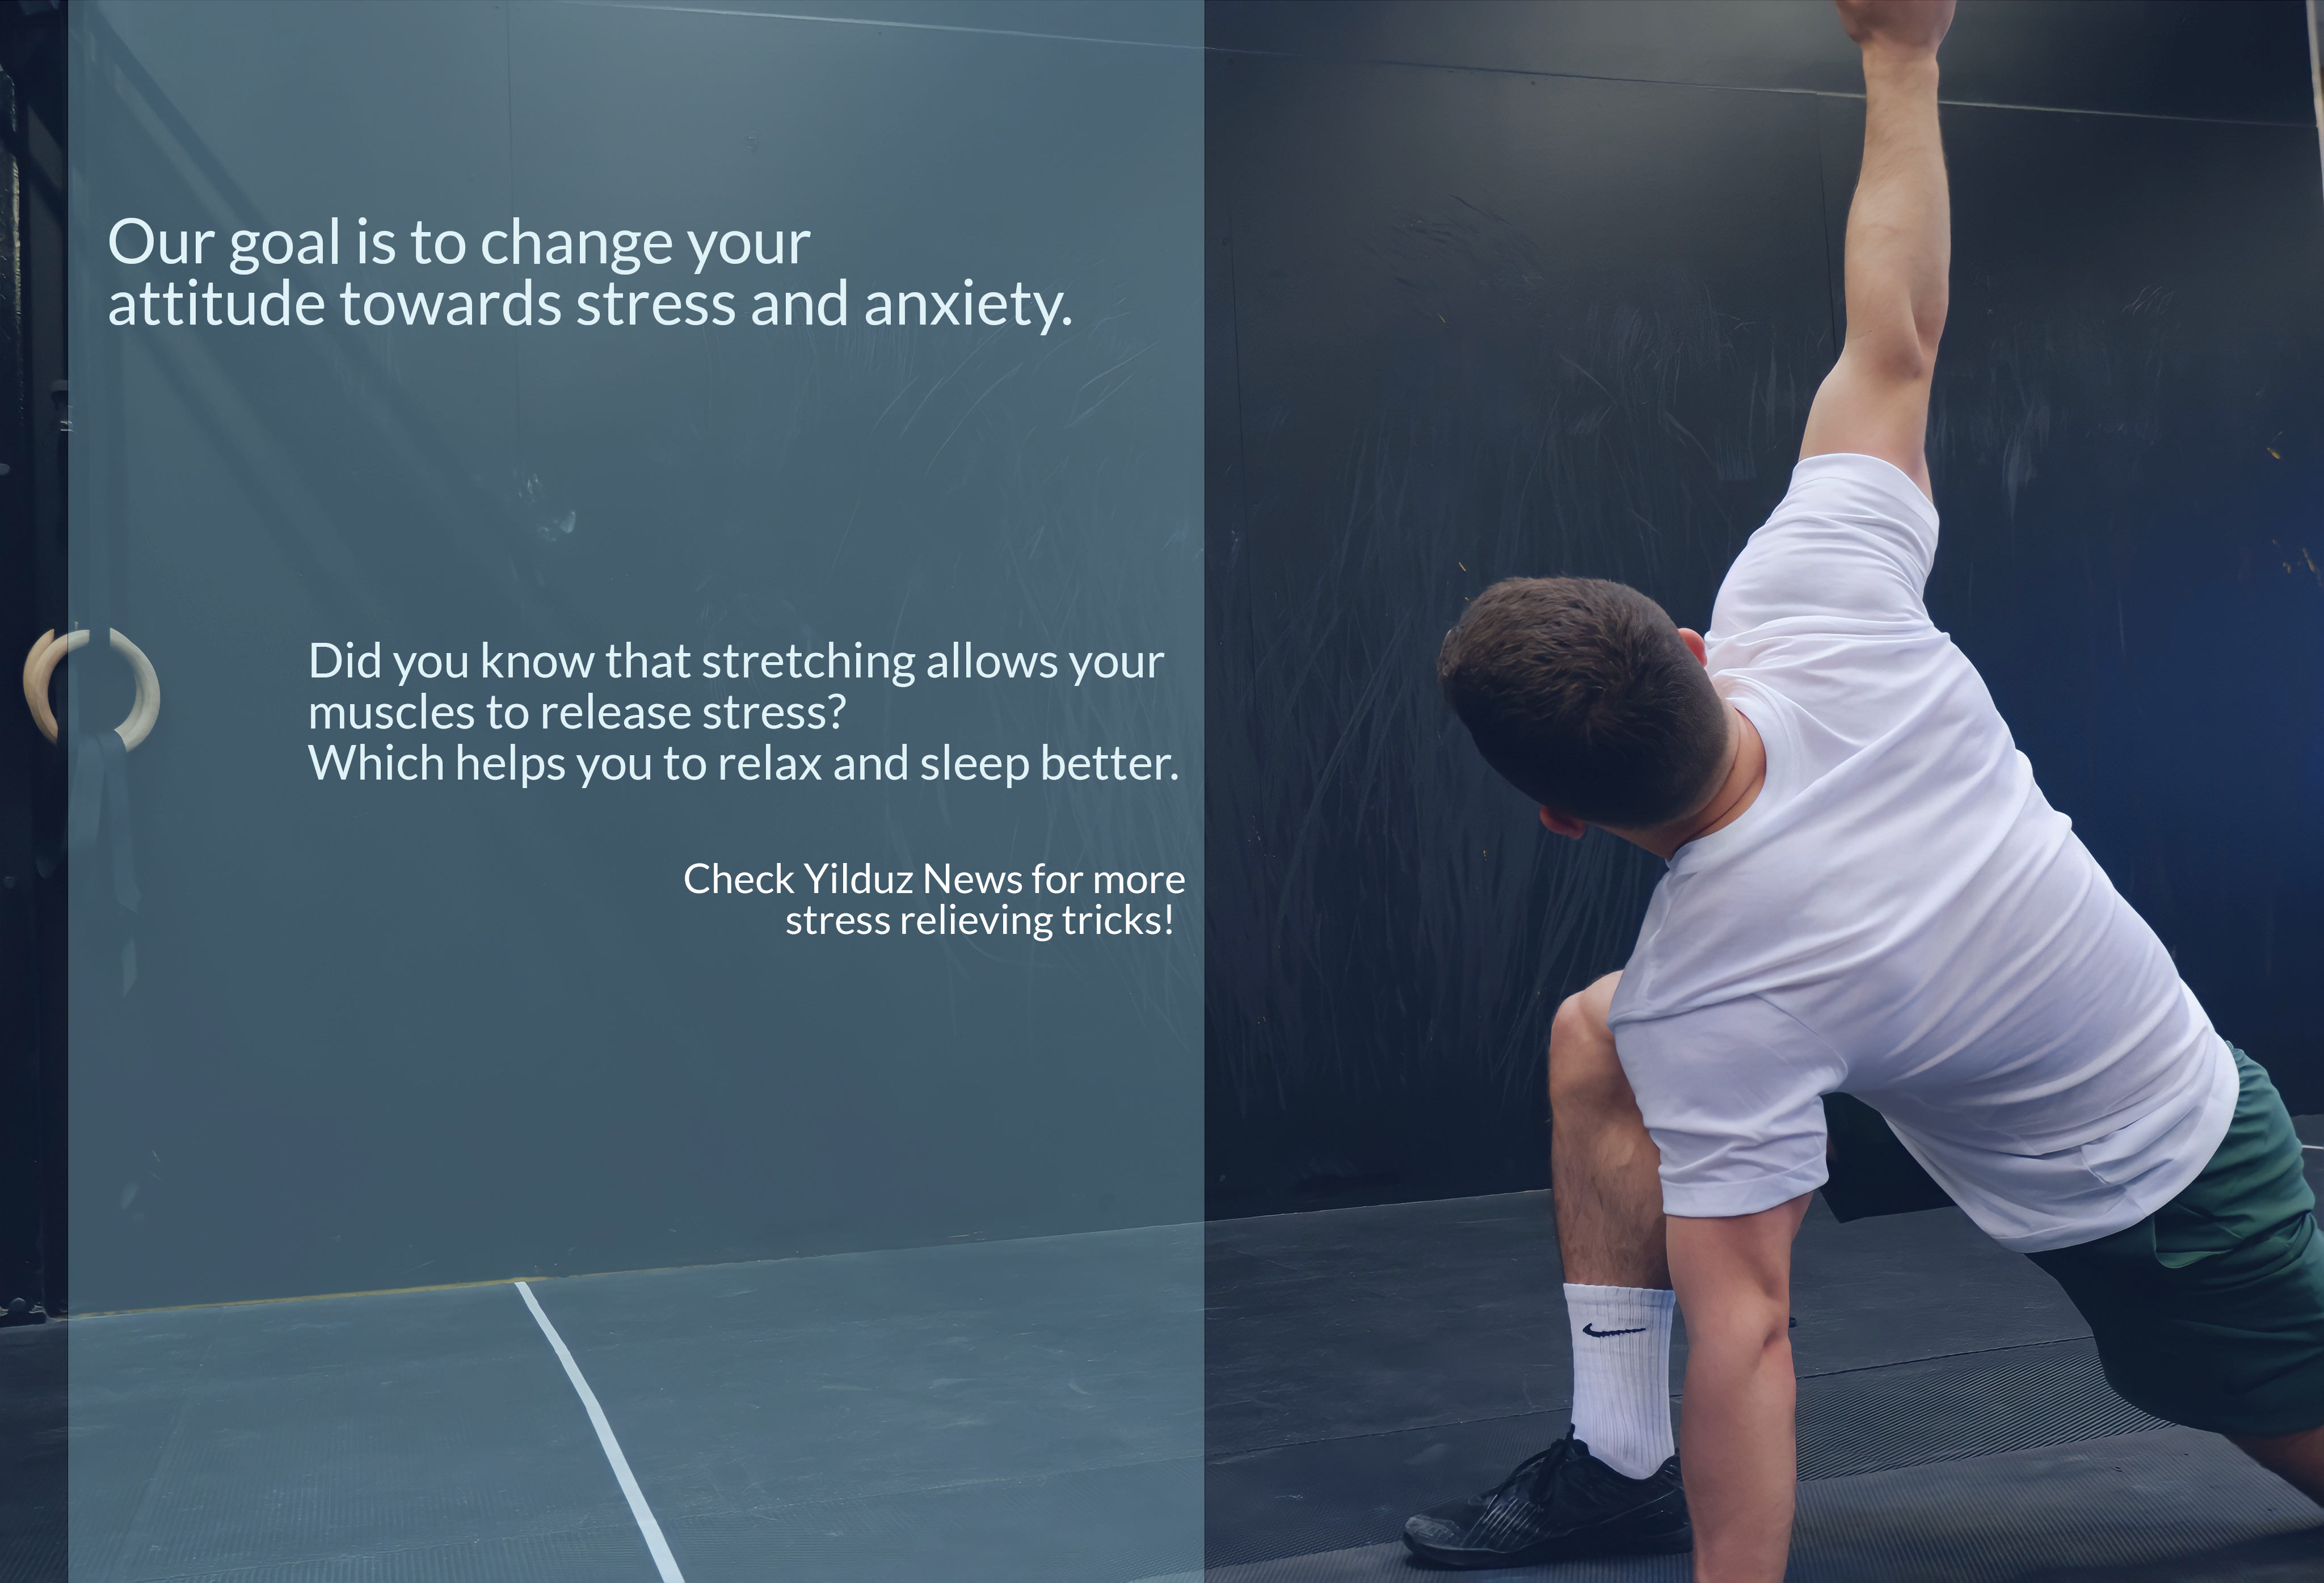 Our goal is to change your
attitude towards stress and anxiety.
Did you know that stretching allows your
muscles to release stress?
Which helps you to relax and sleep better.
Check Yilduz News for more
stress relieving tricks!